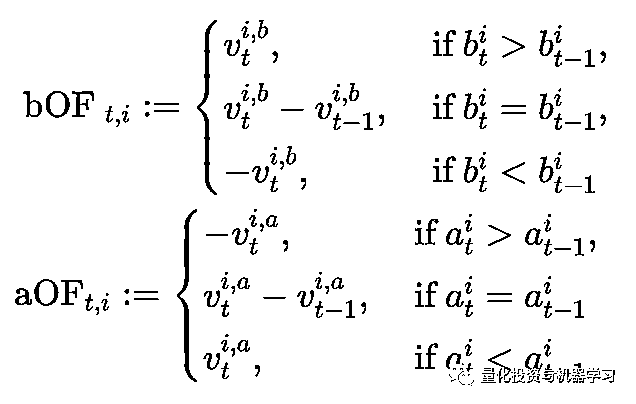 bOF_{t,i} := { v_t^{i,b}, if b_t^i > b_{t-1}^i,
v_t^{i,b} − v_{t-1}^{i,b}, if b_t^i = b_{t-1}^i,
−v_t^{i,b}, if b_t^i < b_{t-1}^i
aOF_{t,i} := { −v_t^{i,a}, if a_t^i > a_{t-1}^i,
v_t^{i,a} − v_{t-1}^{i,a}, if a_t^i = a_{t-1}^i
v_t^{i,a}, if a_t^i < a_{t-1}^i
量化投资与机器学习